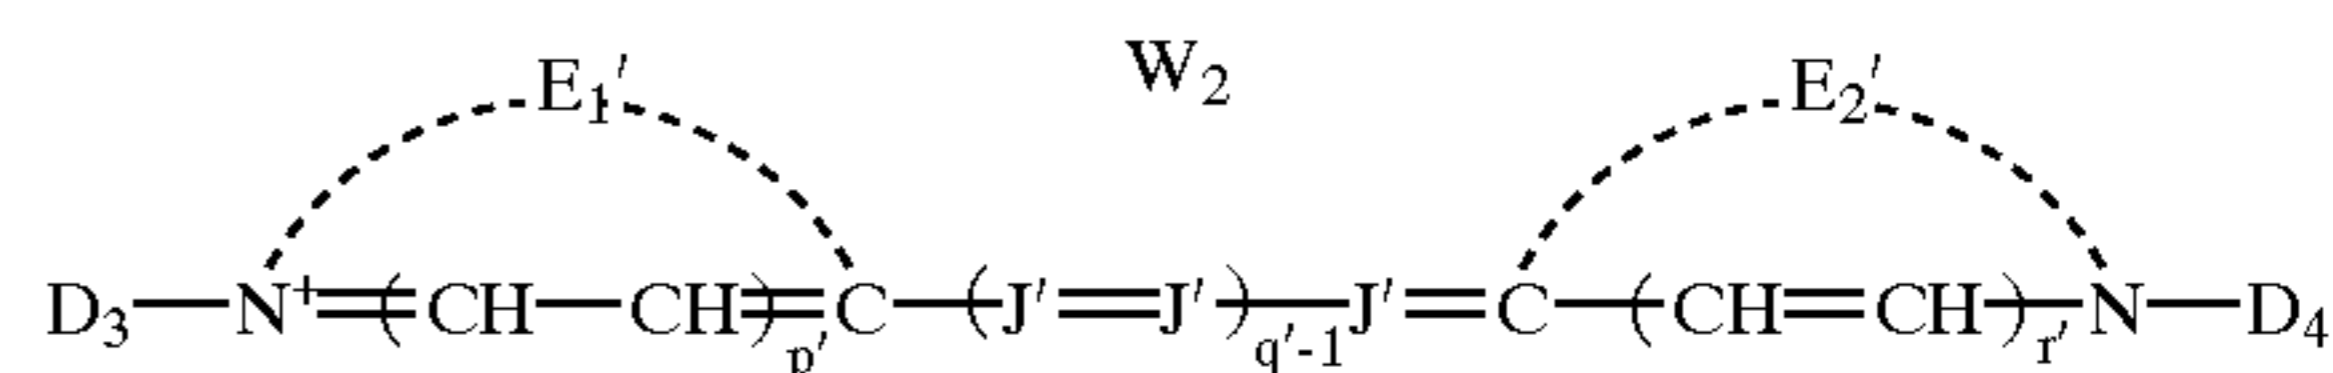 W₂
E₁′ E₂′
D₃—N⁺=(CH—CH)=C—(J′=J′)—J′=C—(CH=CH)—N—D₄
p′ q′-1 r′